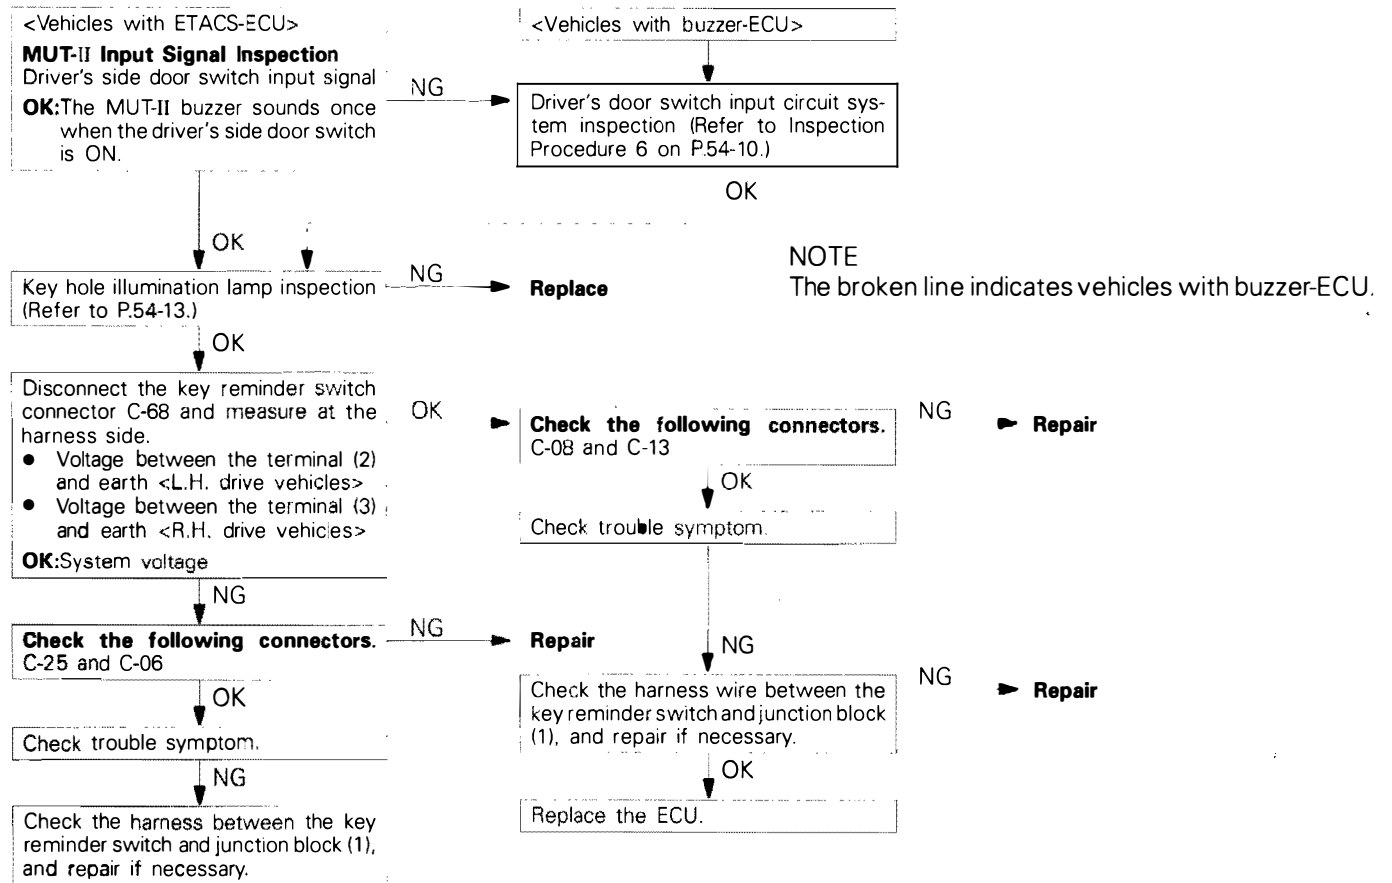 <Vehicles with ETACS-ECU>
MUT-II Input Signal Inspection
Driver's side door switch input signal
OK:The MUT-II buzzer sounds once
when the driver's side door switch
is ON.
NG
<Vehicles with buzzer-ECU>
Driver's door switch input circuit sys-
tem inspection (Refer to Inspection
Procedure 6 on P.54-10.)
OK
OK
Key hole illumination lamp inspection
(Refer to P.54-13.)
NG
Replace
NOTE
The broken line indicates vehicles with buzzer-ECU.
OK
Disconnect the key reminder switch
connector C-68 and measure at the
harness side.
● Voltage between the terminal (2)
and earth <L.H. drive vehicles>
● Voltage between the terminal (3)
and earth <R.H. drive vehicles>
OK:System voltage
OK
Check the following connectors.
C-08 and C-13
NG
Repair
OK
Check trouble symptom.
NG
Check the following connectors.
C-25 and C-06
NG
Repair
NG
Check the harness wire between the
key reminder switch and junction block
(1), and repair if necessary.
NG
Repair
OK
Check trouble symptom.
OK
Replace the ECU.
NG
Check the harness between the key
reminder switch and junction block (1),
and repair if necessary.